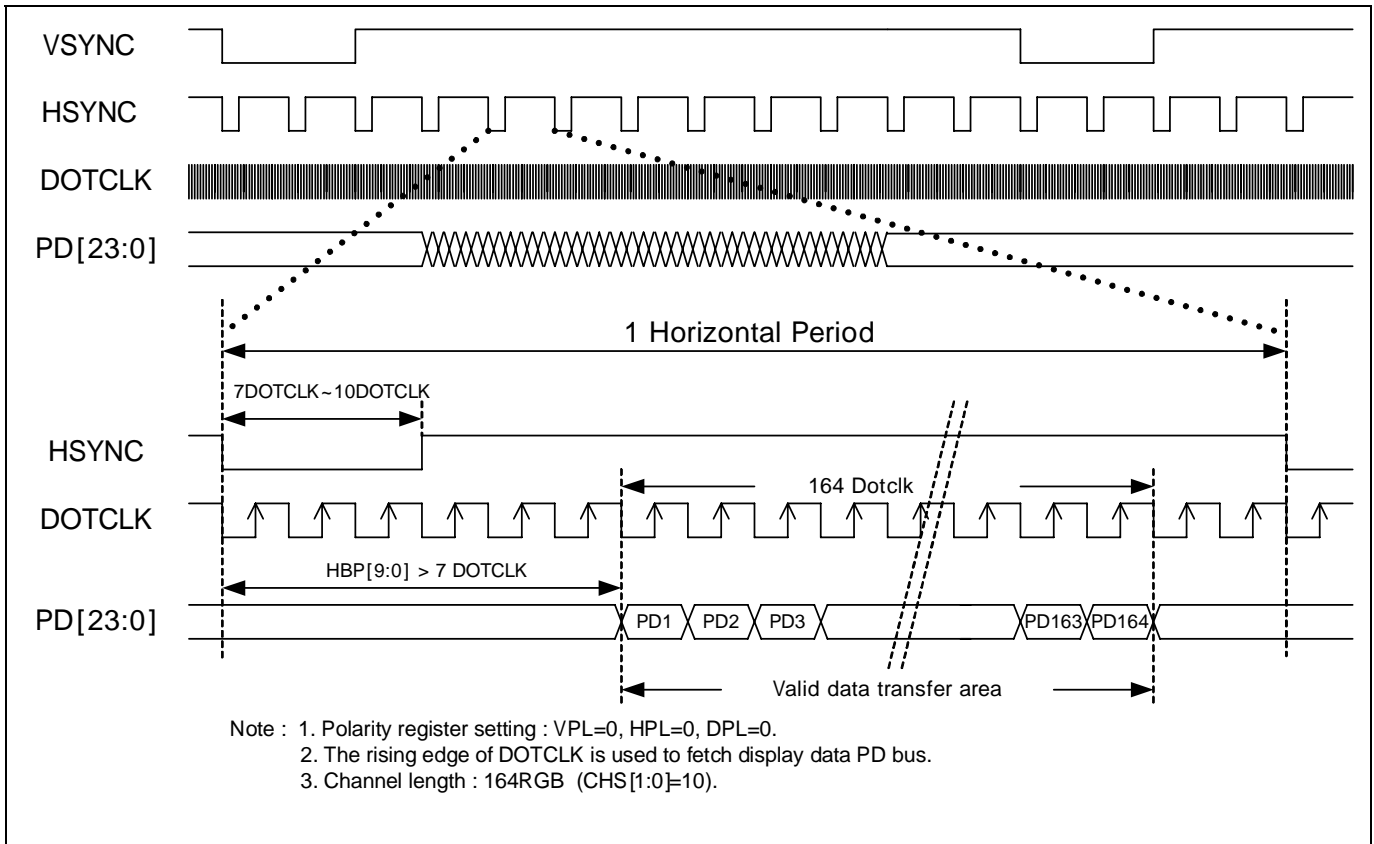 VSYNC
HSYNC
DOTCLK
PD[23:0]
1 Horizontal Period
7DOTCLK~10DOTCLK
HSYNC
164 Dotclk
DOTCLK
HBP[9:0] > 7 DOTCLK
PD[23:0]
PD1 PD2 PD3 PD163 PD164
Valid data transfer area
Note : 1. Polarity register setting : VPL=0, HPL=0, DPL=0.
2. The rising edge of DOTCLK is used to fetch display data PD bus.
3. Channel length : 164RGB (CHS[1:0]=10).